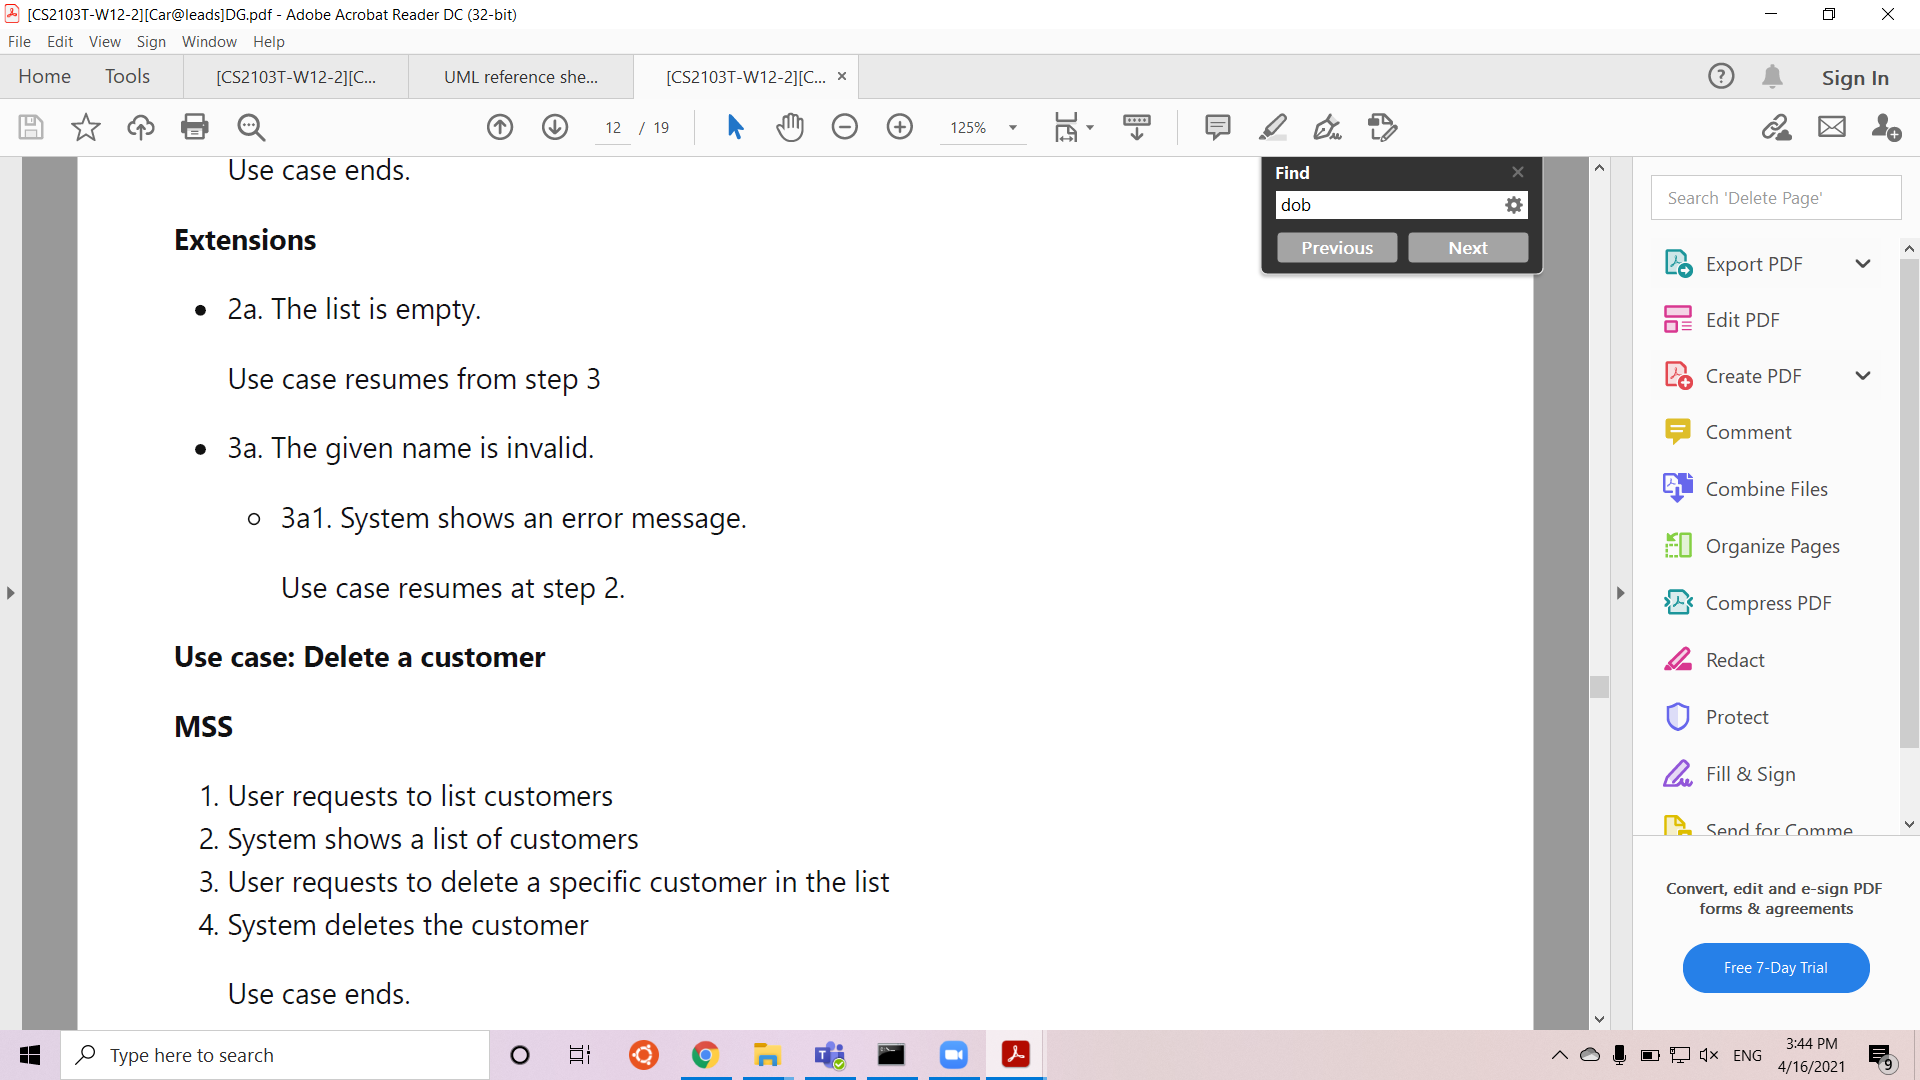 [CS2103T-W12-2][Car@leads]DG.pdf - Adobe Acrobat Reader DC (32-bit)
File Edit View Sign Window Help
Home Tools [CS2103T-W12-2][C... UML reference she... [CS2103T-W12-2][C... Sign In
12 / 19 125%
Use case ends.
Extensions
2a. The list is empty.
Use case resumes from step 3
3a. The given name is invalid.
3a1. System shows an error message.
Use case resumes at step 2.
Use case: Delete a customer
MSS
1. User requests to list customers
2. System shows a list of customers
3. User requests to delete a specific customer in the list
4. System deletes the customer
Use case ends.
Find
dob
Previous Next
Search 'Delete Page'
Export PDF
Edit PDF
Create PDF
Comment
Combine Files
Organize Pages
Compress PDF
Redact
Protect
Fill & Sign
Send for Comme
Convert, edit and e-sign PDF
forms & agreements
Free 7-Day Trial
Type here to search
ENG
3:44 PM
4/16/2021
9